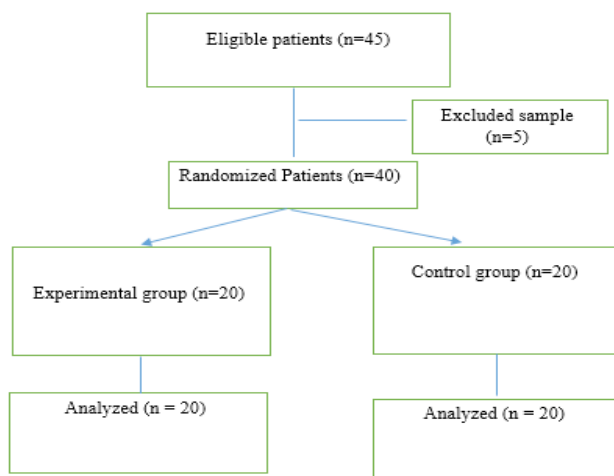 Eligible patients (n=45)
Excluded sample
(n=5)
Randomized Patients (n=40)
Experimental group (n=20)
Control group (n=20)
Analyzed (n = 20)
Analyzed (n = 20)